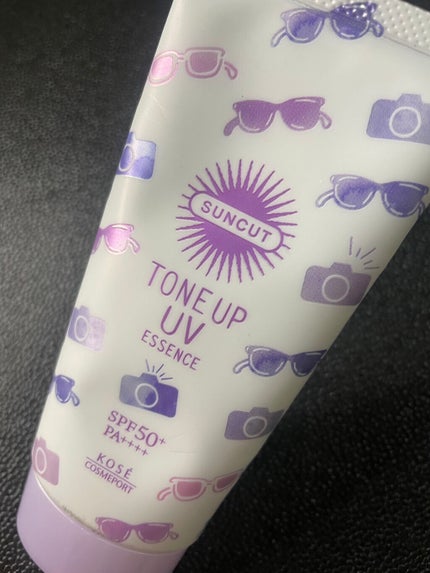 SUNCUT
TONE UP
UV
ESSENCE
SPF50+
PA++++
KOSÉ
COSMEPORT